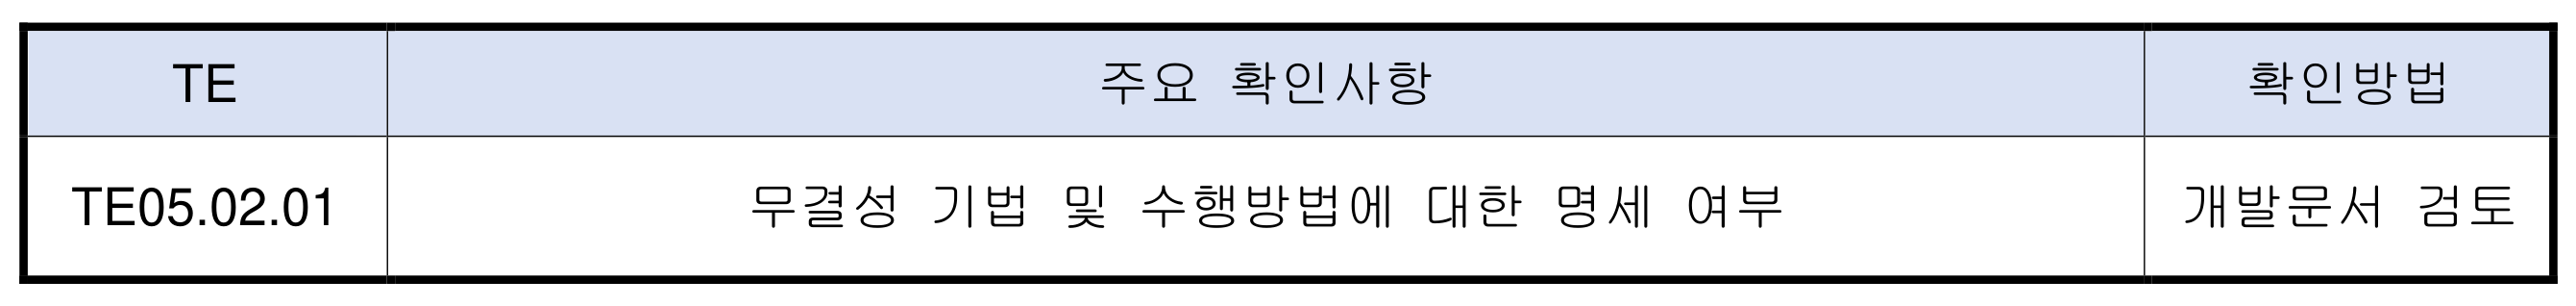 TE 주요 확인사항 확인방법
TE05.02.01 무결성 기법 및 수행방법에 대한 명세 여부 개발문서 검토